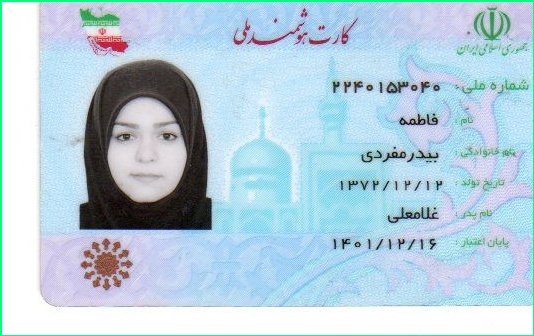 کارت هوشمند ملی
جمهوری اسلامی ایران
شماره ملی: ۲۲۴۰۱۵۳۰۴۰
نام: فاطمه
نام خانوادگی: بیدرمفردی
تاریخ تولد: ۱۳۷۲/۱۲/۱۲
نام پدر: غلامعلی
پایان اعتبار: ۱۴۰۱/۱۲/۱۶